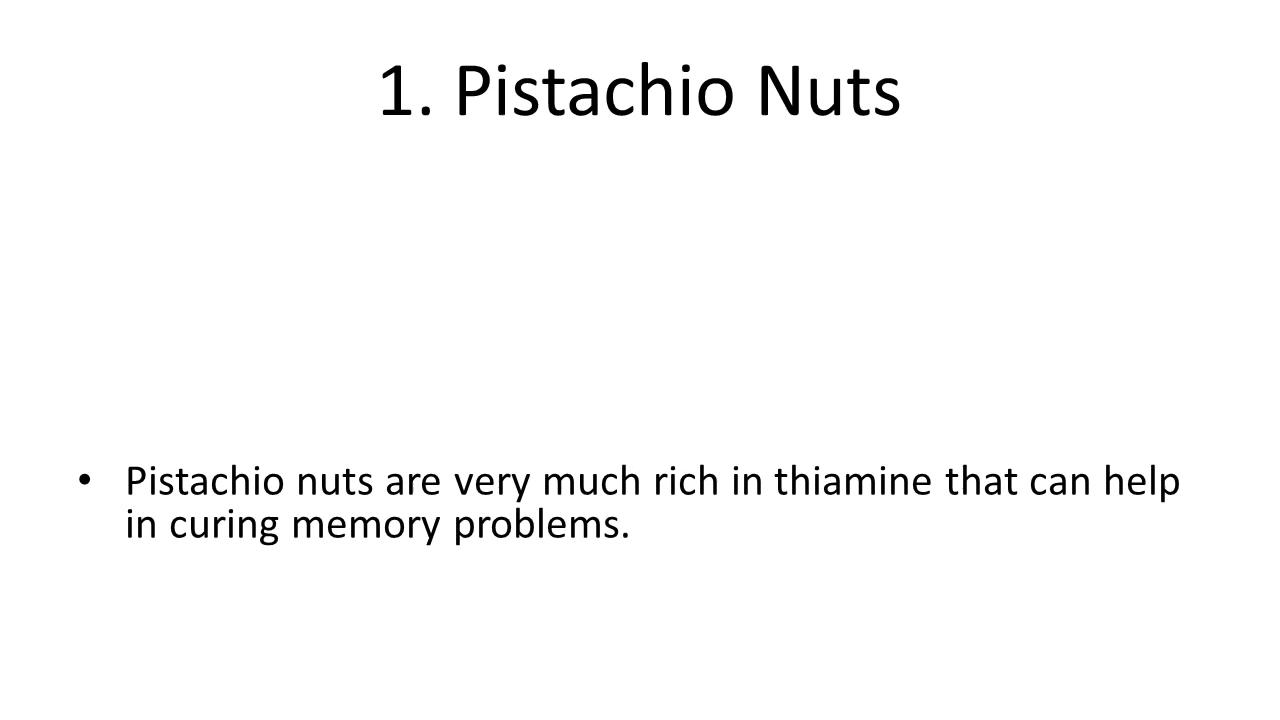 1. Pistachio Nuts
• Pistachio nuts are very much rich in thiamine that can help
in curing memory problems.